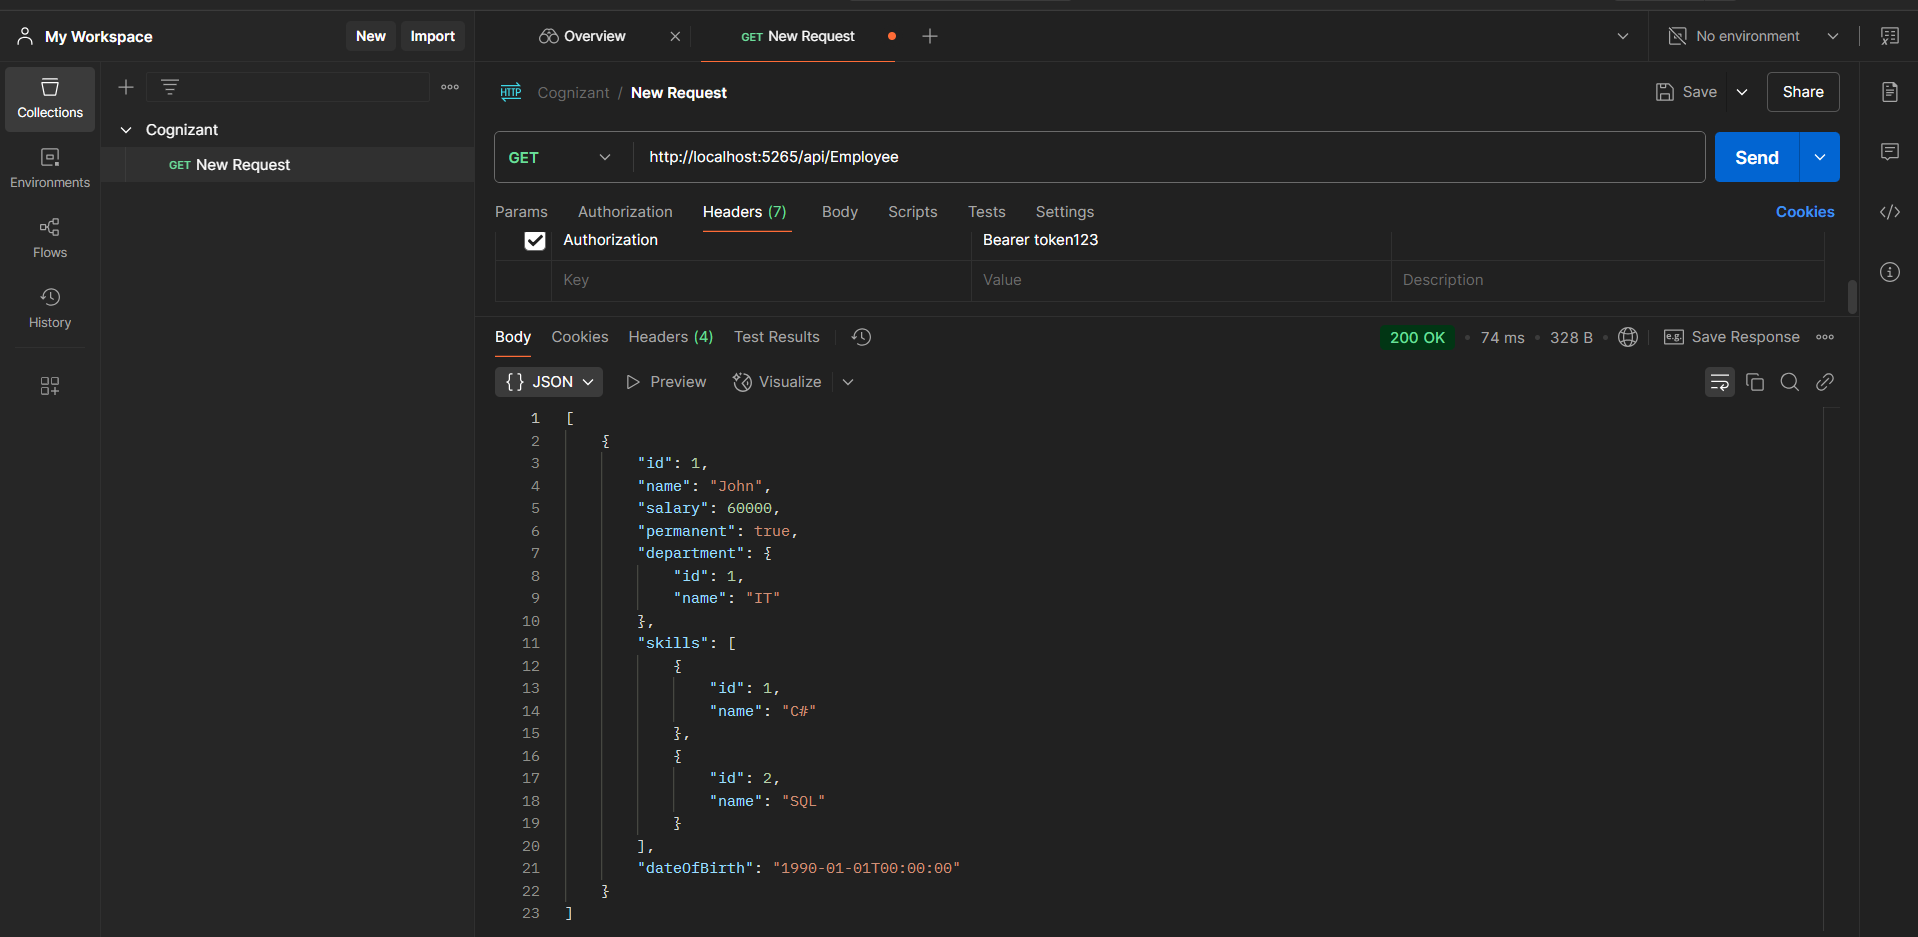 My Workspace
New
Import
Overview
GET New Request
No environment
Collections
Environments
Flows
History
Cognizant
GET New Request
HTTP
Cognizant / New Request
Save
Share
GET
http://localhost:5265/api/Employee
Send
Params
Authorization
Headers (7)
Body
Scripts
Tests
Settings
Cookies
Authorization
Bearer token123
Key
Value
Description
Body
Cookies
Headers (4)
Test Results
200 OK
74 ms
328 B
e.g.
Save Response
{} JSON
Preview
Visualize
1 [
2 {
3 "id": 1,
4 "name": "John",
5 "salary": 60000,
6 "permanent": true,
7 "department": {
8 "id": 1,
9 "name": "IT"
10 },
11 "skills": [
12 {
13 "id": 1,
14 "name": "C#"
15 },
16 {
17 "id": 2,
18 "name": "SQL"
19 }
20 ],
21 "dateOfBirth": "1990-01-01T00:00:00"
22 }
23 ]